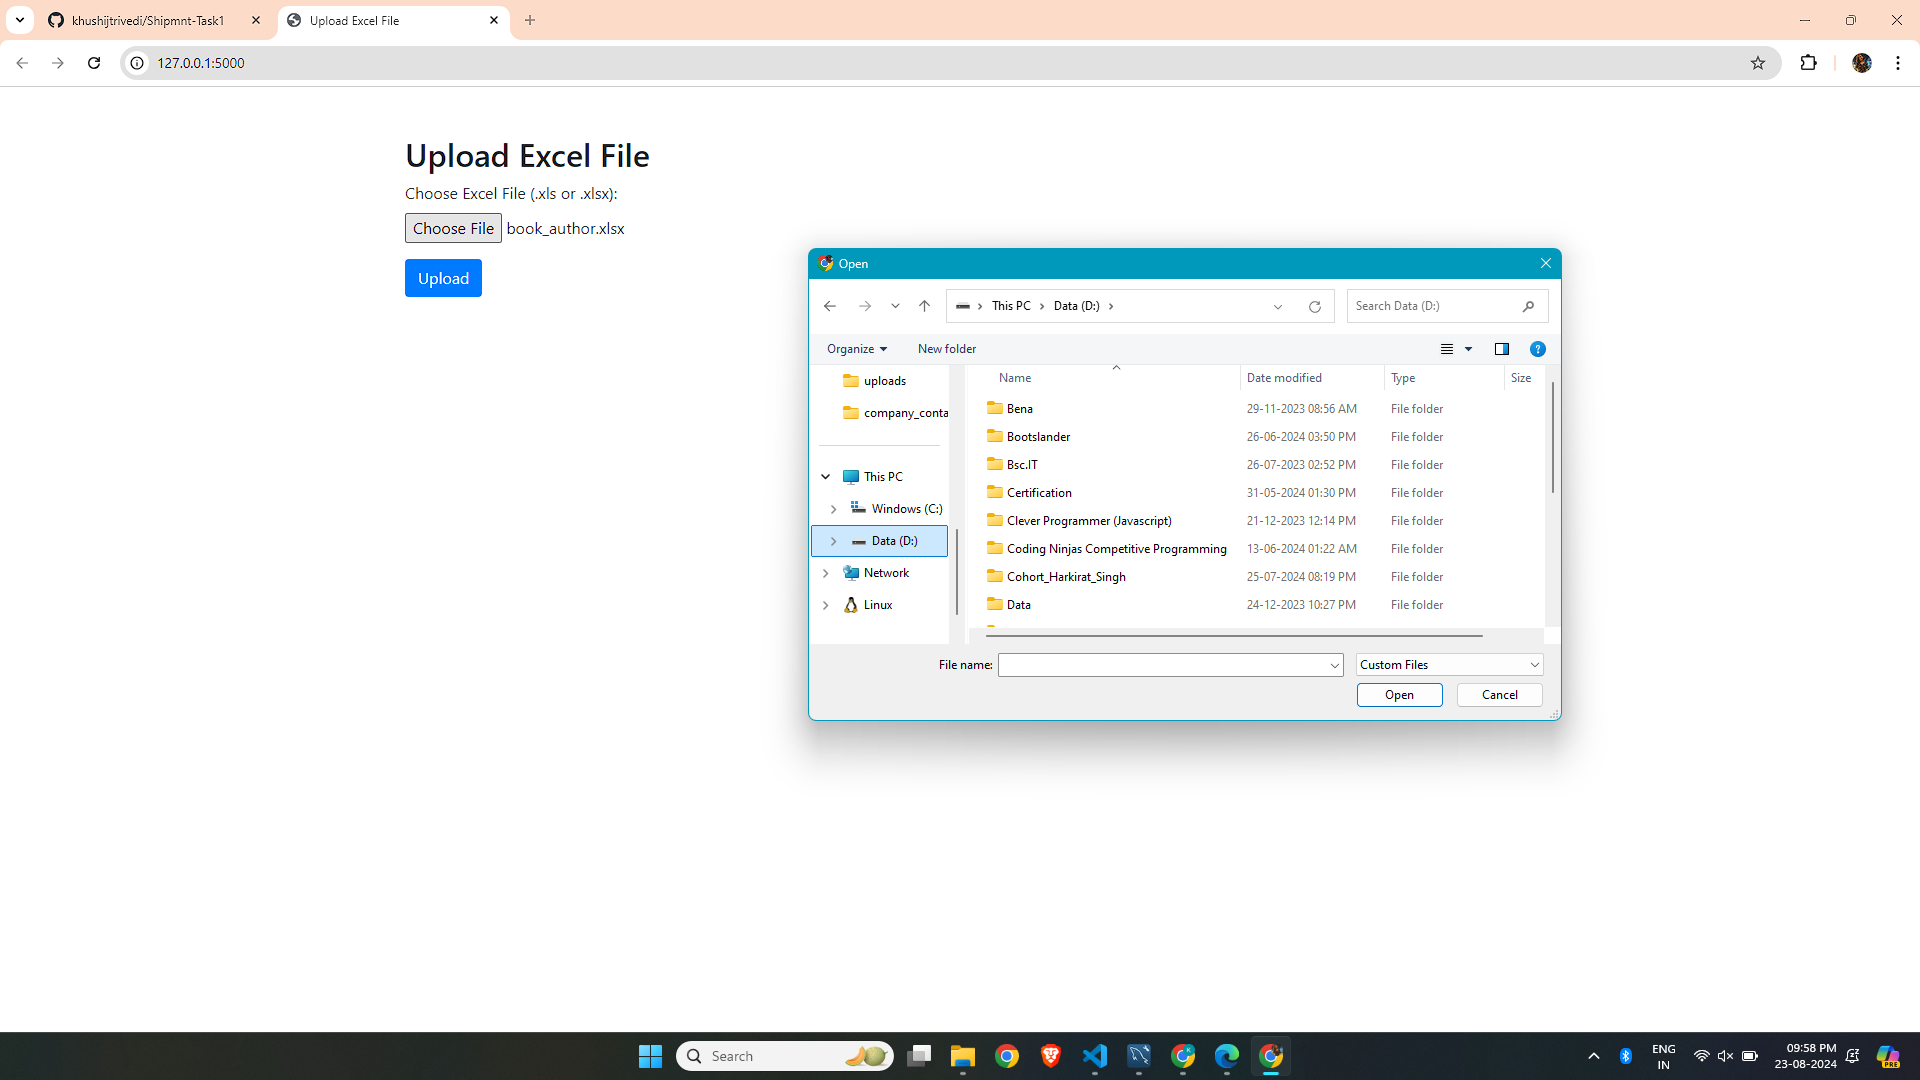 khushijtrivedi/Shipmnt-Task1
Upload Excel File
127.0.0.1:5000
Upload Excel File
Choose Excel File (.xls or .xlsx):
Choose File book_author.xlsx
Upload
Open
This PC > Data (D:) >
Search Data (D:)
Organize
New folder
uploads
company_conta
This PC
Windows (C:)
Data (D:)
Network
Linux
Name Date modified Type Size
Bena 29-11-2023 08:56 AM File folder
Bootslander 26-06-2024 03:50 PM File folder
Bsc.IT 26-07-2023 02:52 PM File folder
Certification 31-05-2024 01:30 PM File folder
Clever Programmer (Javascript) 21-12-2023 12:14 PM File folder
Coding Ninjas Competitive Programming 13-06-2024 01:22 AM File folder
Cohort_Harkirat_Singh 25-07-2024 08:19 PM File folder
Data 24-12-2023 10:27 PM File folder
File name:
Custom Files
Open
Cancel
Search
ENG
IN
09:58 PM
23-08-2024
PRE